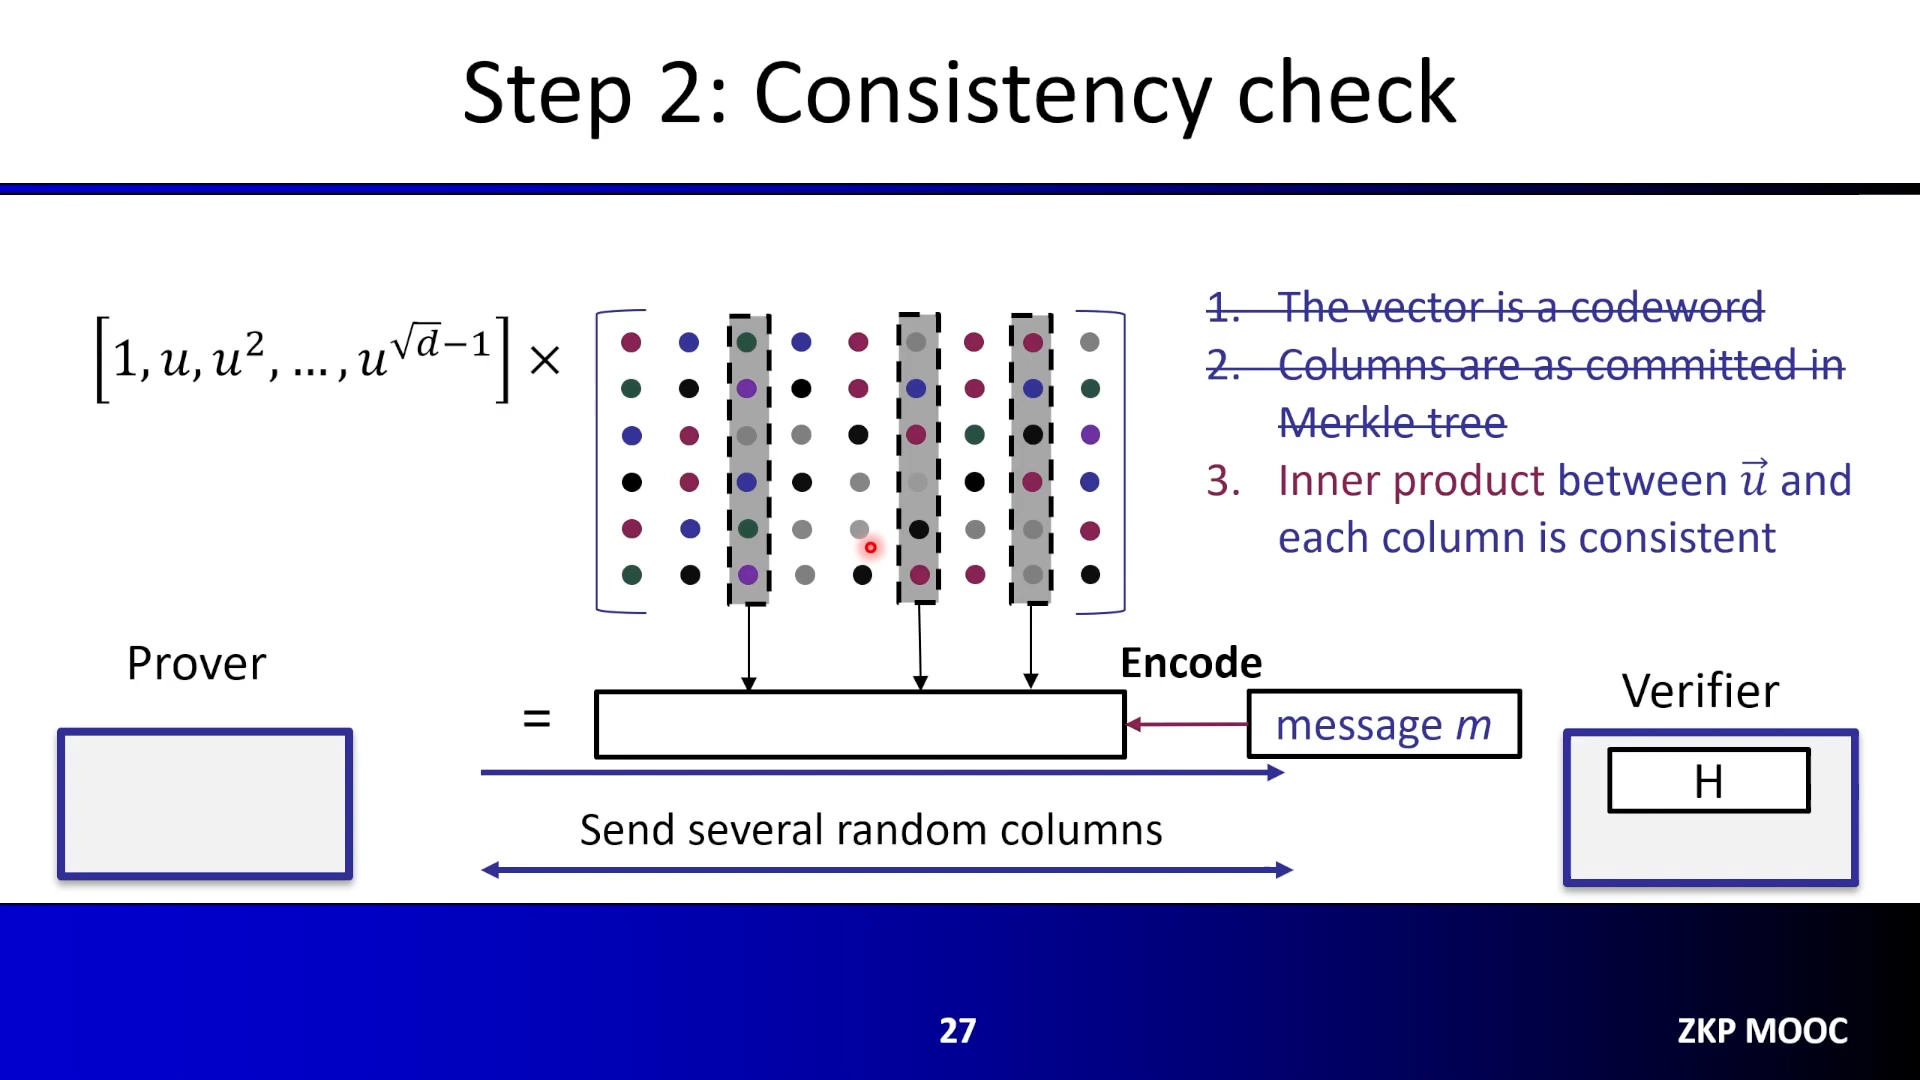 Step 2: Consistency check
[1, u, u², …, u^{√d−1}] ×
1. The vector is a codeword
2. Columns are as committed in
Merkle tree
3. Inner product between u⃗ and
each column is consistent
Prover
Encode
Verifier
=
message m
H
Send several random columns
27
ZKP MOOC